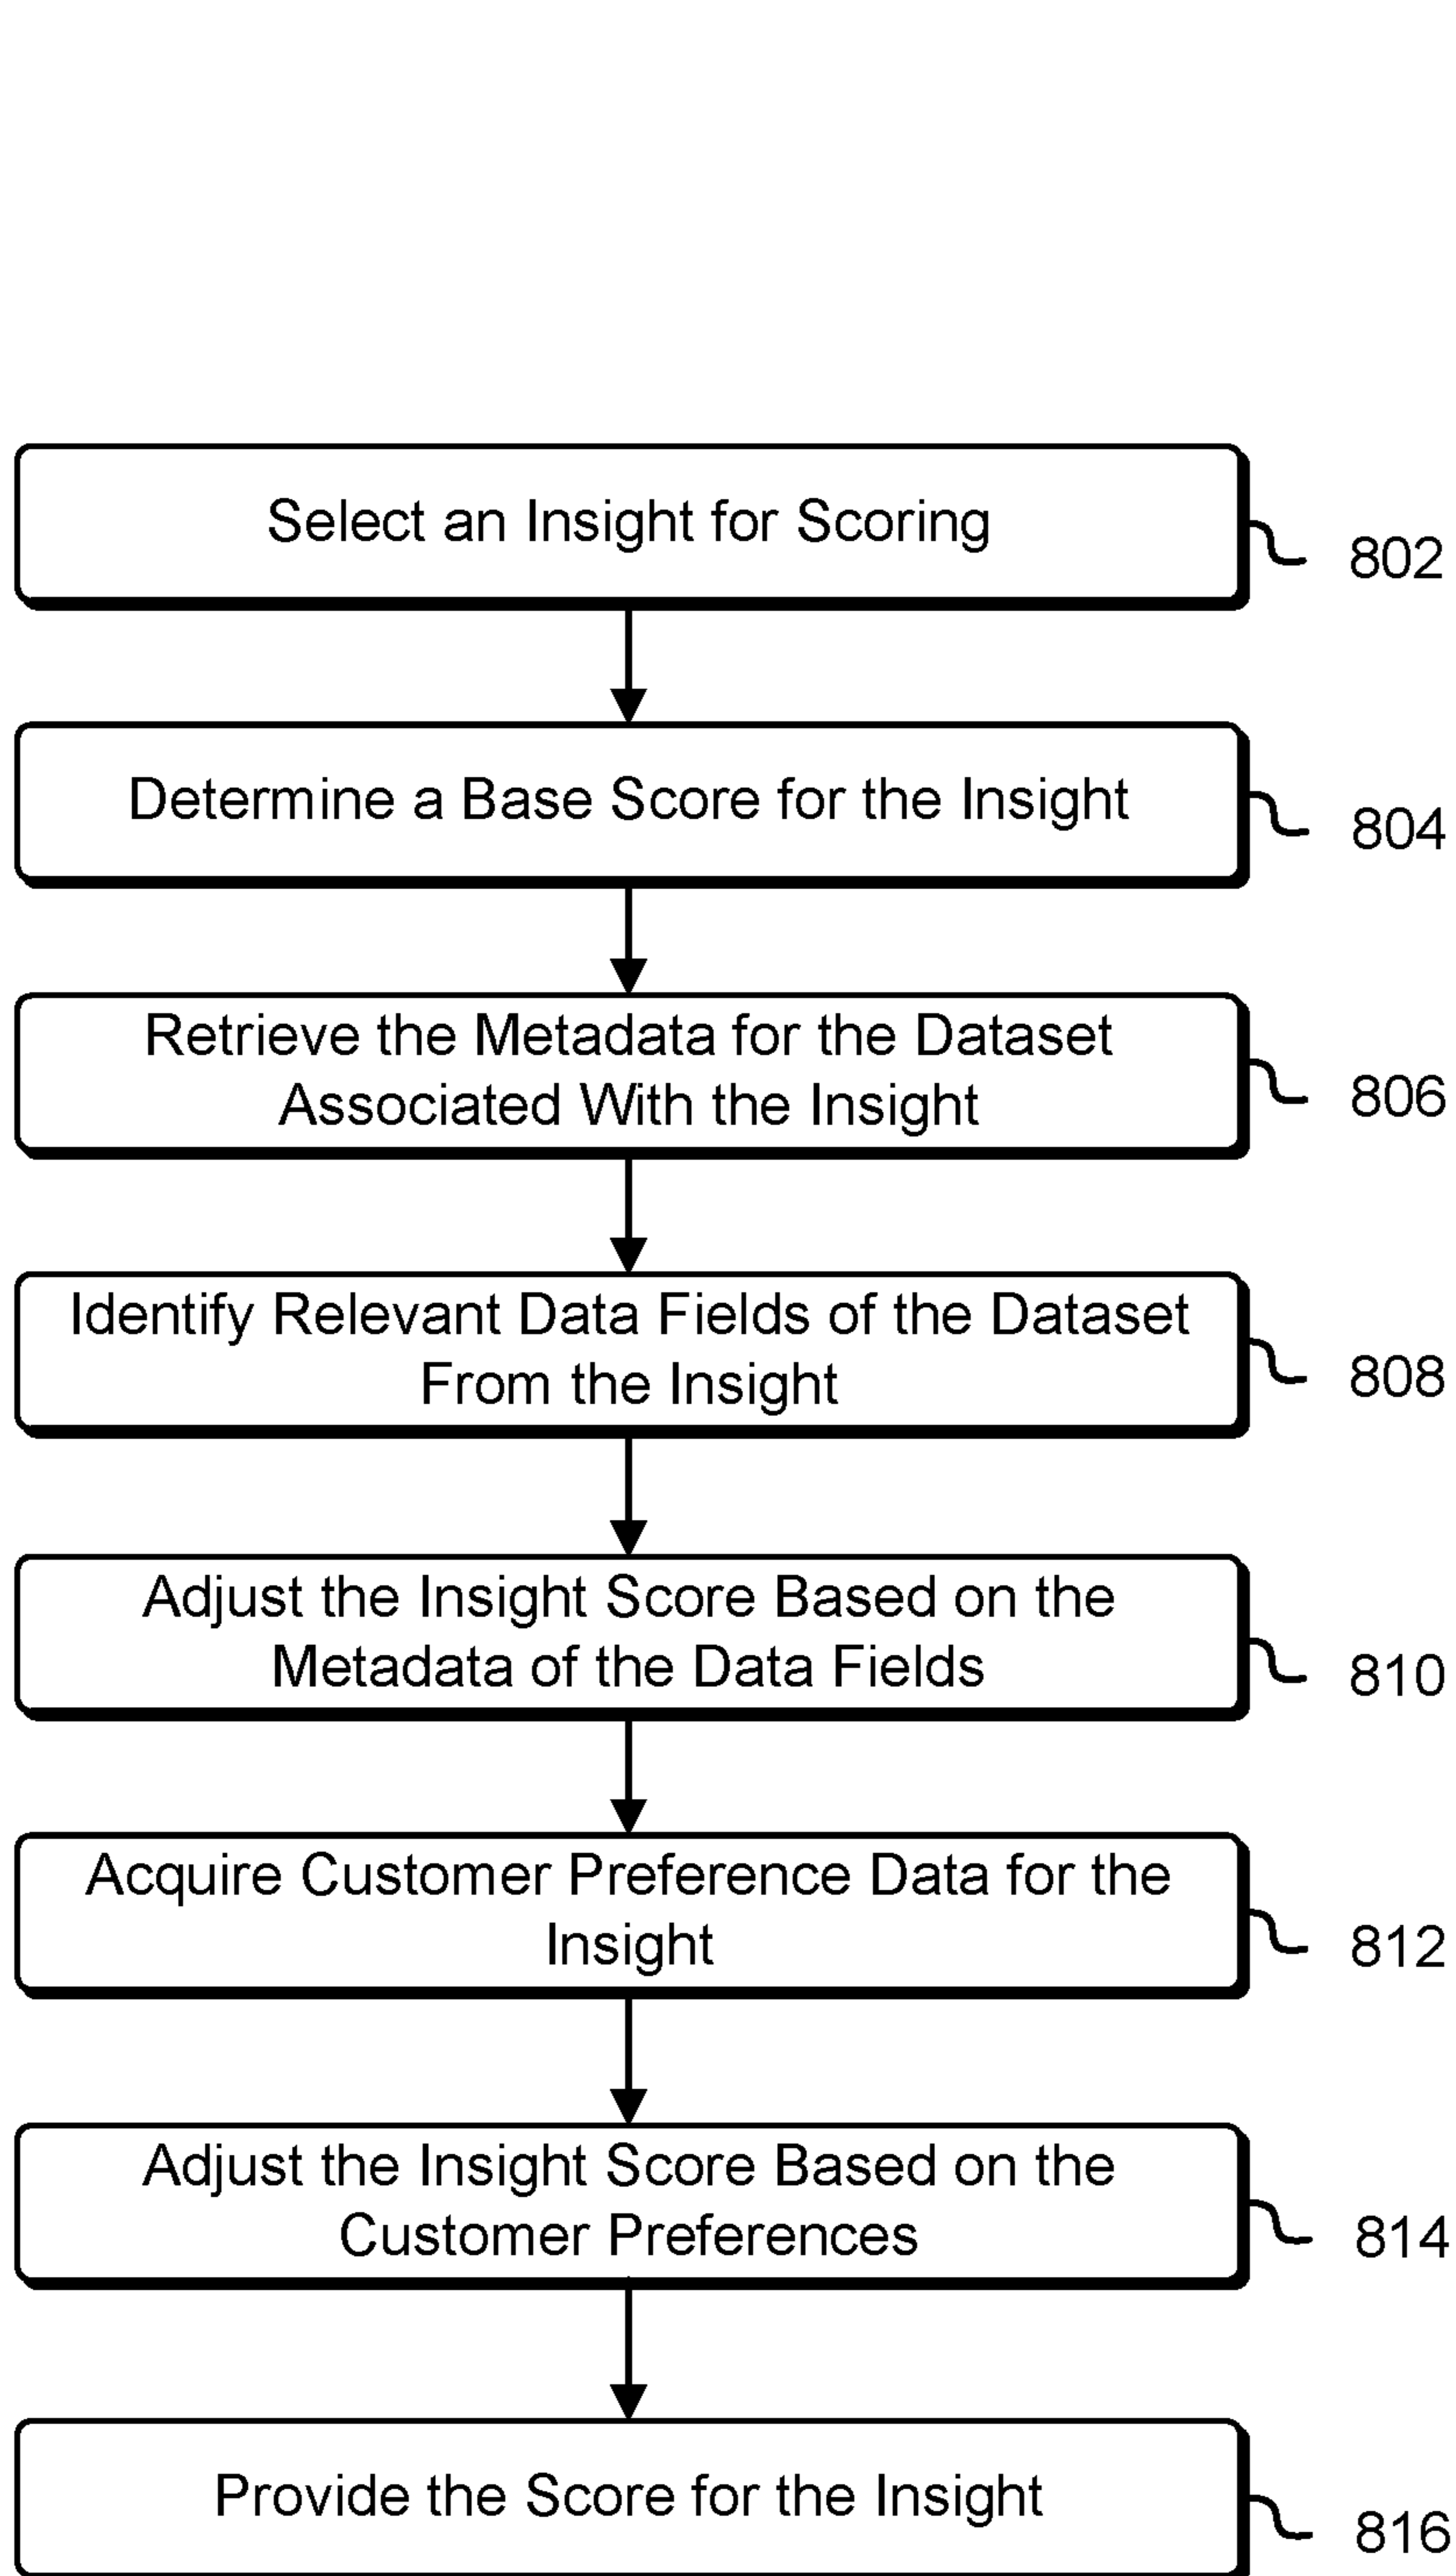 Select an Insight for Scoring
802
Determine a Base Score for the Insight
804
Retrieve the Metadata for the Dataset
Associated With the Insight
806
Identify Relevant Data Fields of the Dataset
From the Insight
808
Adjust the Insight Score Based on the
Metadata of the Data Fields
810
Acquire Customer Preference Data for the
Insight
812
Adjust the Insight Score Based on the
Customer Preferences
814
Provide the Score for the Insight
816